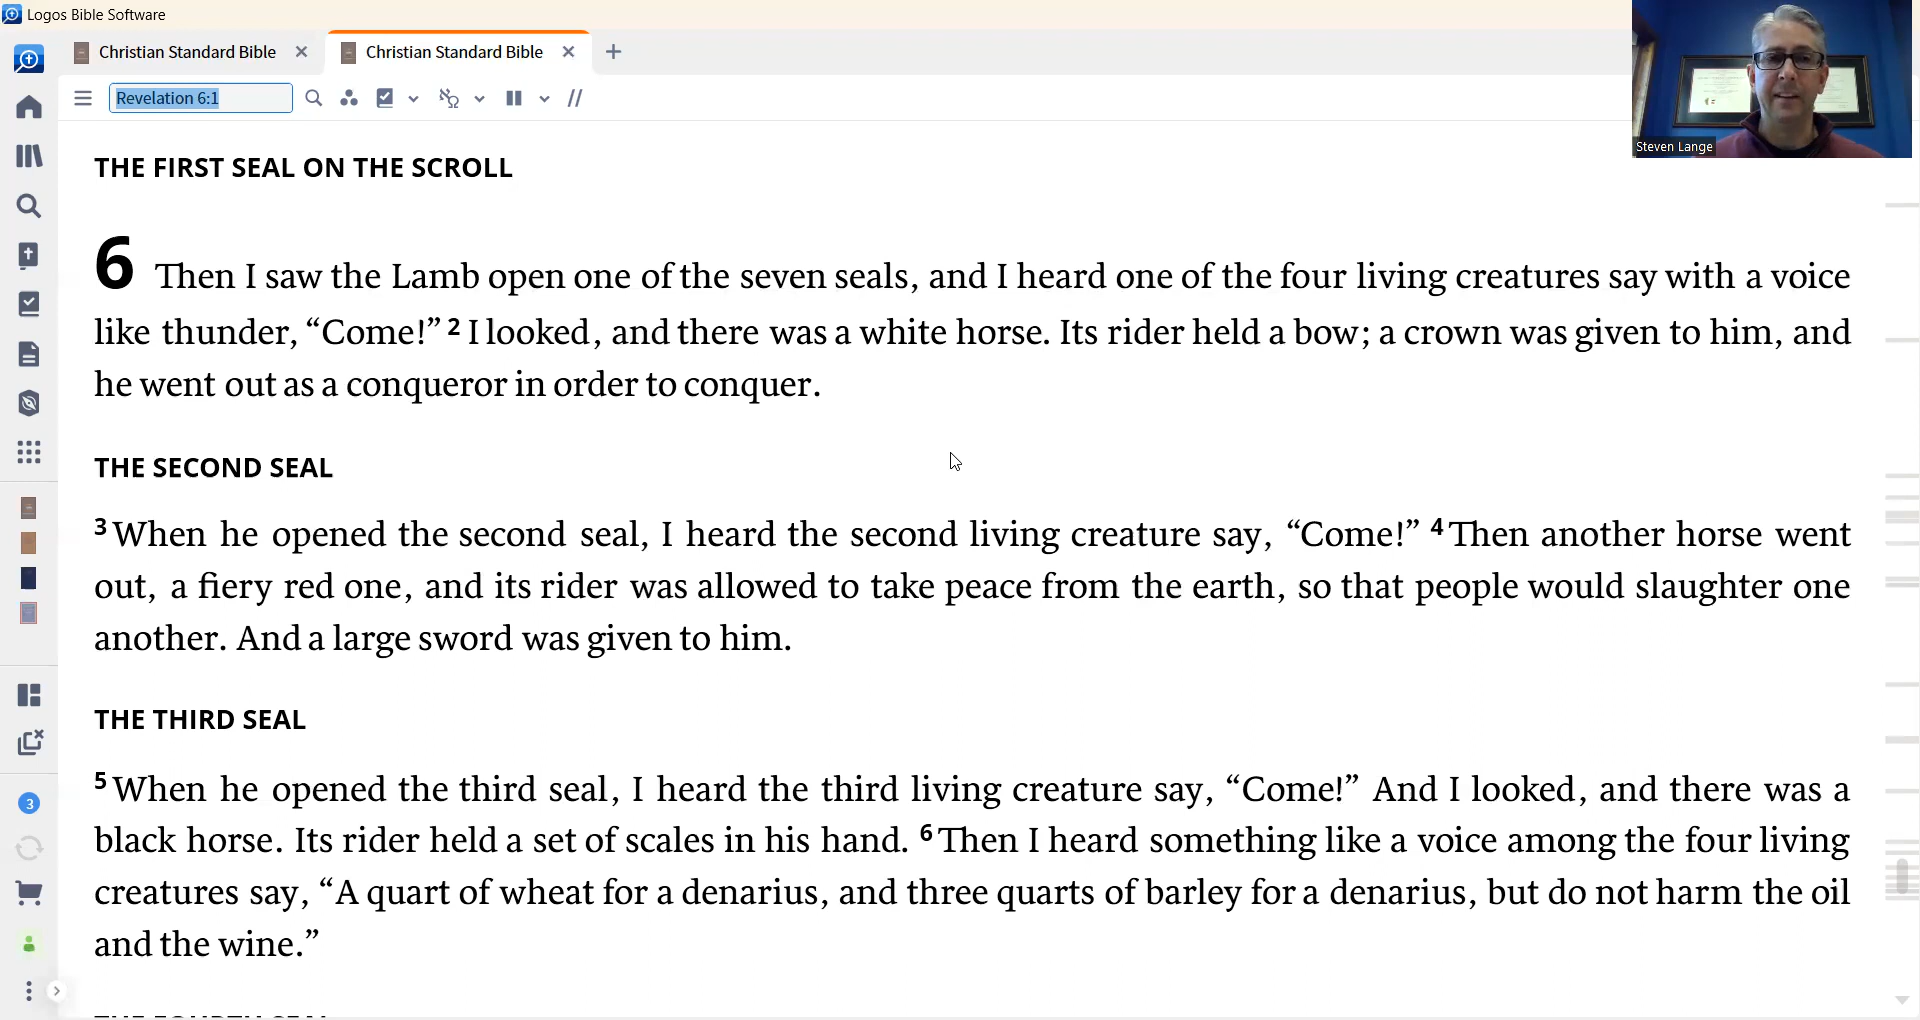 Logos Bible Software
Christian Standard Bible
Christian Standard Bible
Revelation 6:1
Steven Lange
THE FIRST SEAL ON THE SCROLL
6 Then I saw the Lamb open one of the seven seals, and I heard one of the four living creatures say with a voice
like thunder, “Come!” 2 I looked, and there was a white horse. Its rider held a bow; a crown was given to him, and
he went out as a conqueror in order to conquer.
THE SECOND SEAL
3 When he opened the second seal, I heard the second living creature say, “Come!” 4 Then another horse went
out, a fiery red one, and its rider was allowed to take peace from the earth, so that people would slaughter one
another. And a large sword was given to him.
THE THIRD SEAL
5 When he opened the third seal, I heard the third living creature say, “Come!” And I looked, and there was a
black horse. Its rider held a set of scales in his hand. 6 Then I heard something like a voice among the four living
creatures say, “A quart of wheat for a denarius, and three quarts of barley for a denarius, but do not harm the oil
and the wine.”
3
THE FOURTH SEAL